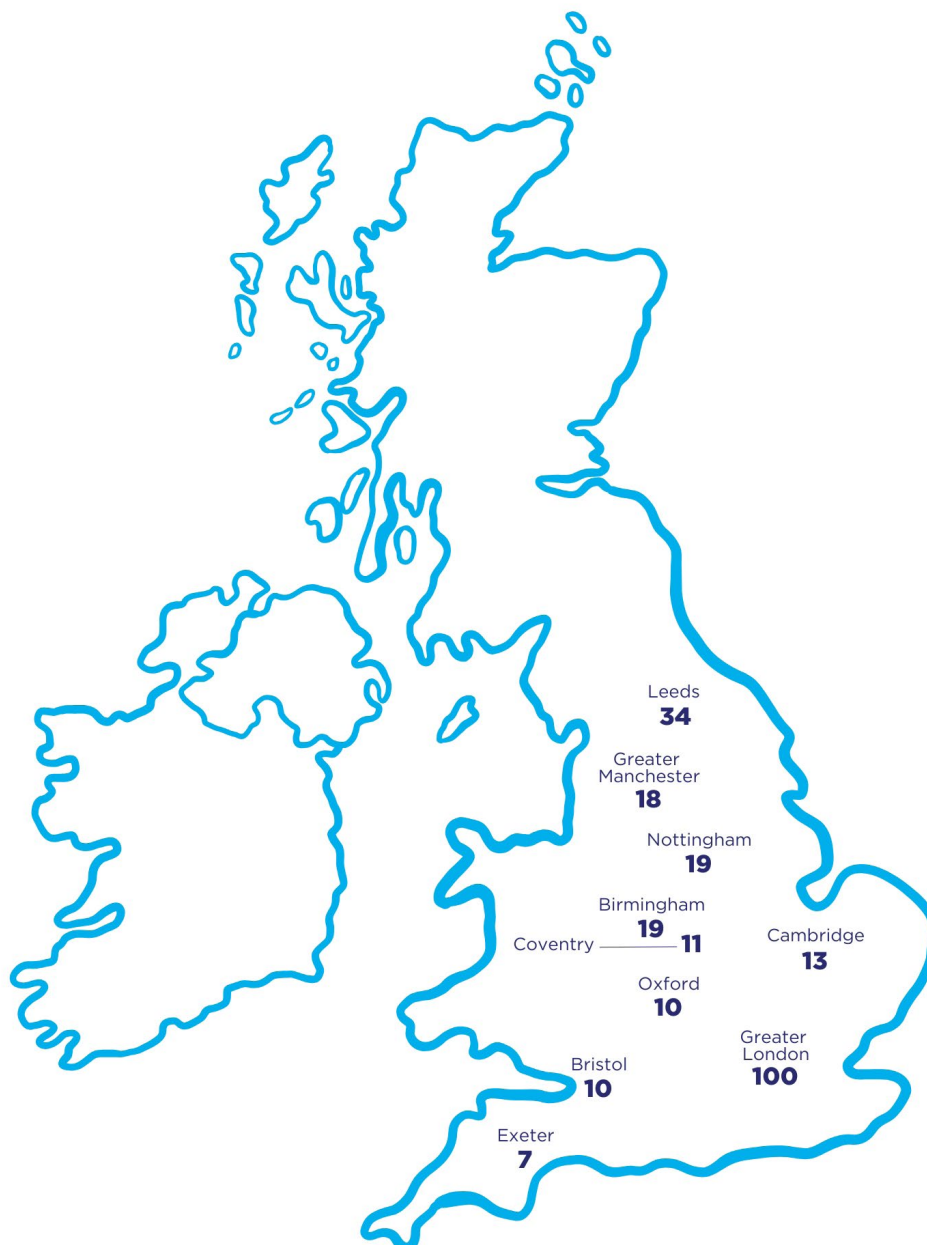 Leeds
34
Greater
Manchester
18
Nottingham
19
Birmingham
19
Coventry
11
Cambridge
13
Oxford
10
Greater
London
100
Bristol
10
Exeter
7